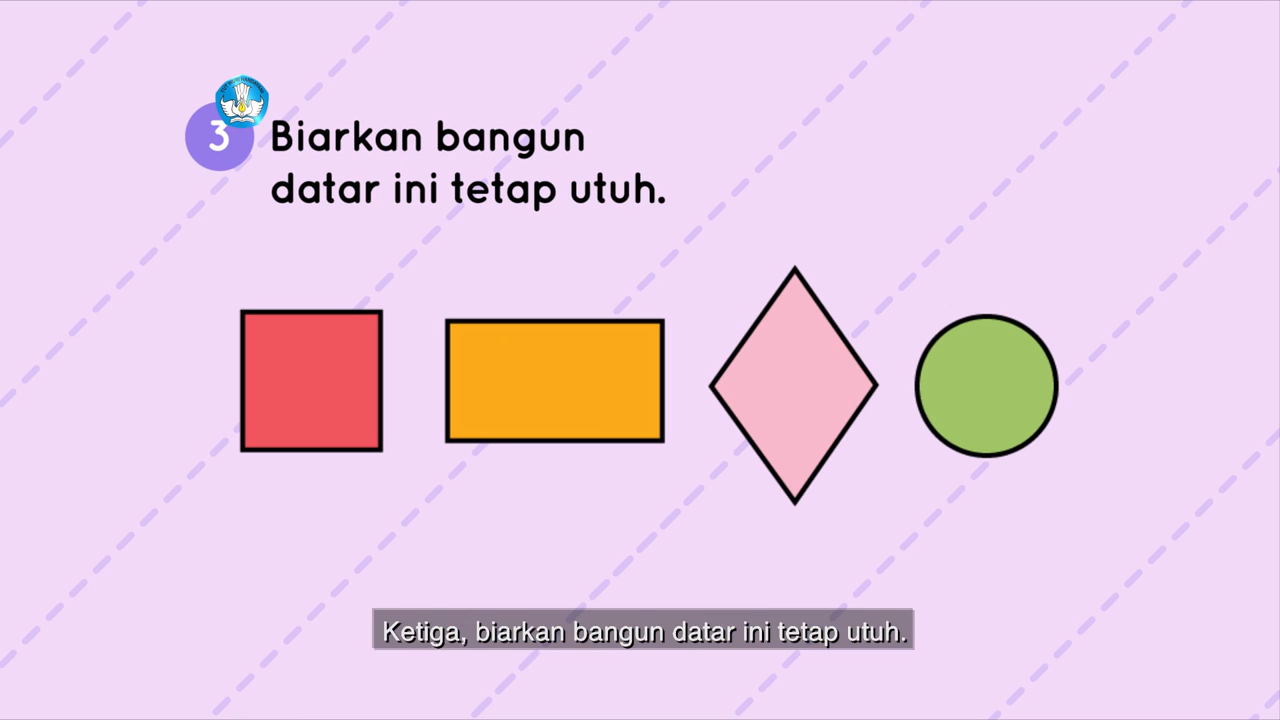 3
Biarkan bangun
datar ini tetap utuh.
Ketiga, biarkan bangun datar ini tetap utuh.